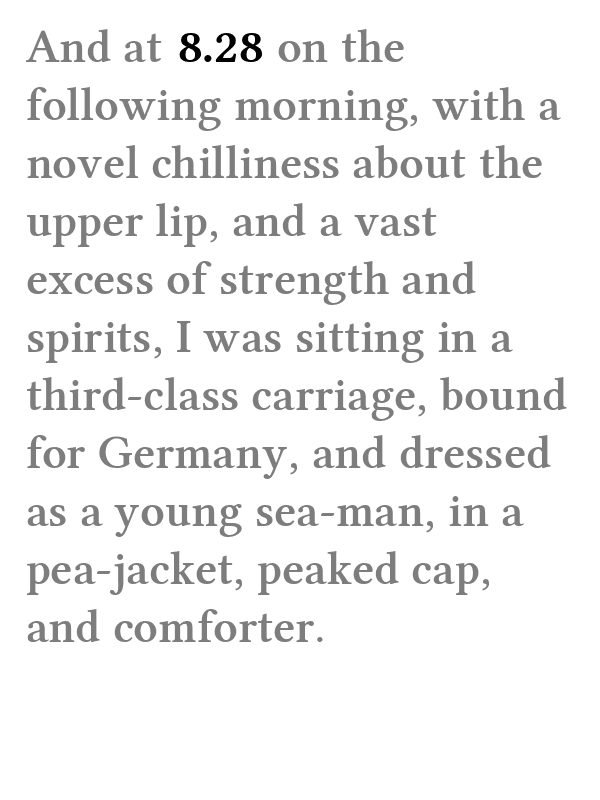 And at 8.28 on the
following morning, with a
novel chilliness about the
upper lip, and a vast
excess of strength and
spirits, I was sitting in a
third-class carriage, bound
for Germany, and dressed
as a young sea-man, in a
pea-jacket, peaked cap,
and comforter.